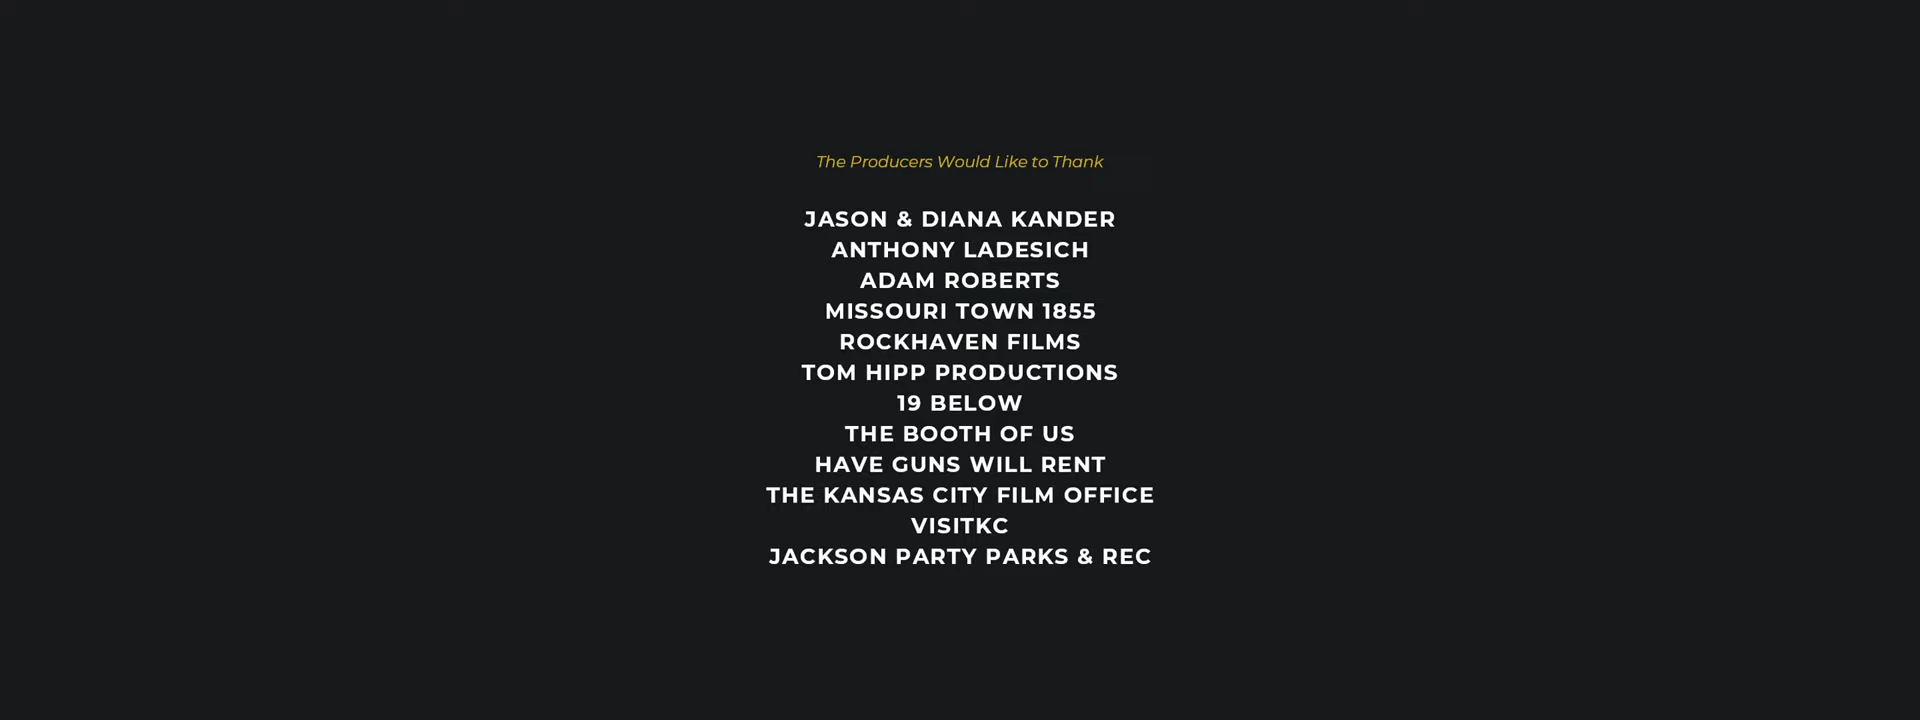 The Producers Would Like to Thank
JASON & DIANA KANDER
ANTHONY LADESICH
ADAM ROBERTS
MISSOURI TOWN 1855
ROCKHAVEN FILMS
TOM HIPP PRODUCTIONS
19 BELOW
THE BOOTH OF US
HAVE GUNS WILL RENT
THE KANSAS CITY FILM OFFICE
VISITKC
JACKSON PARTY PARKS & REC